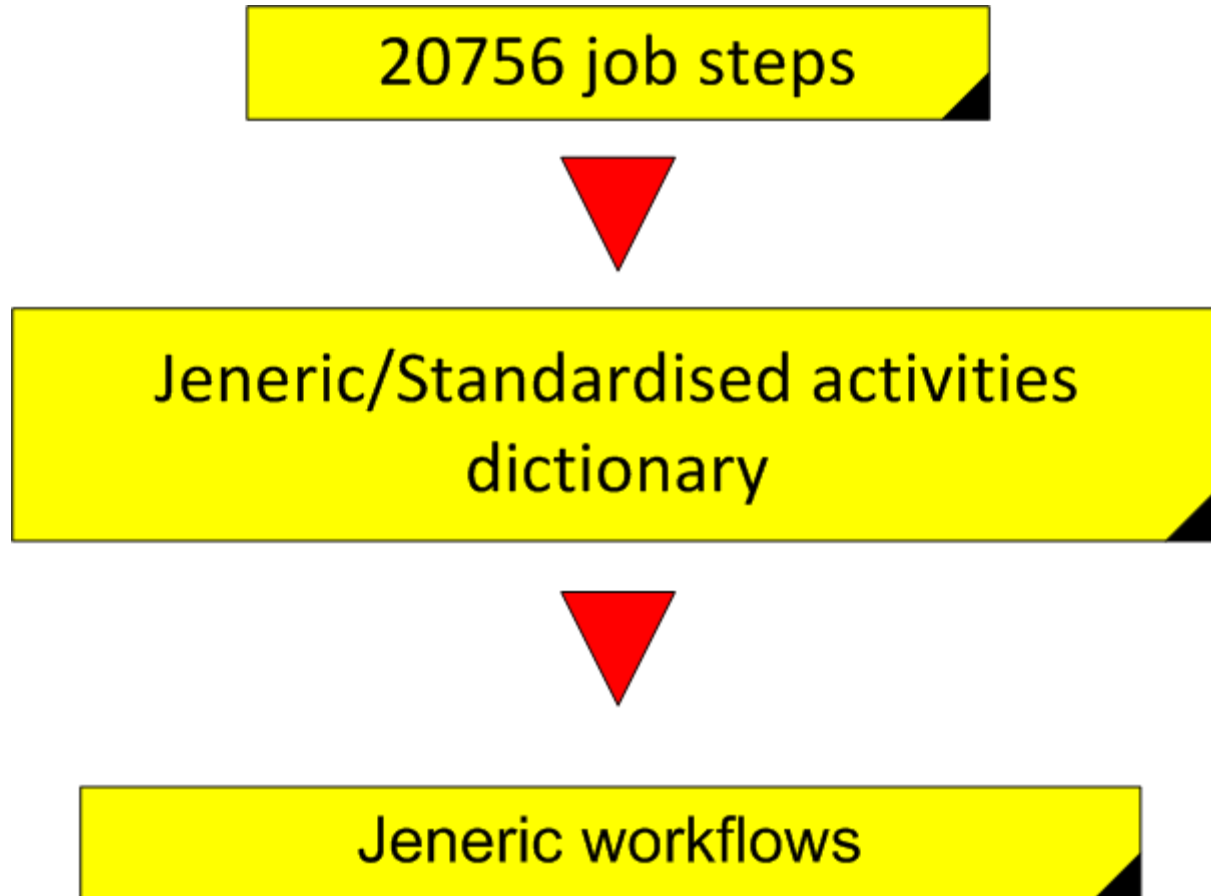 20756 job steps
Jeneric/Standardised activities
dictionary
Jeneric workflows